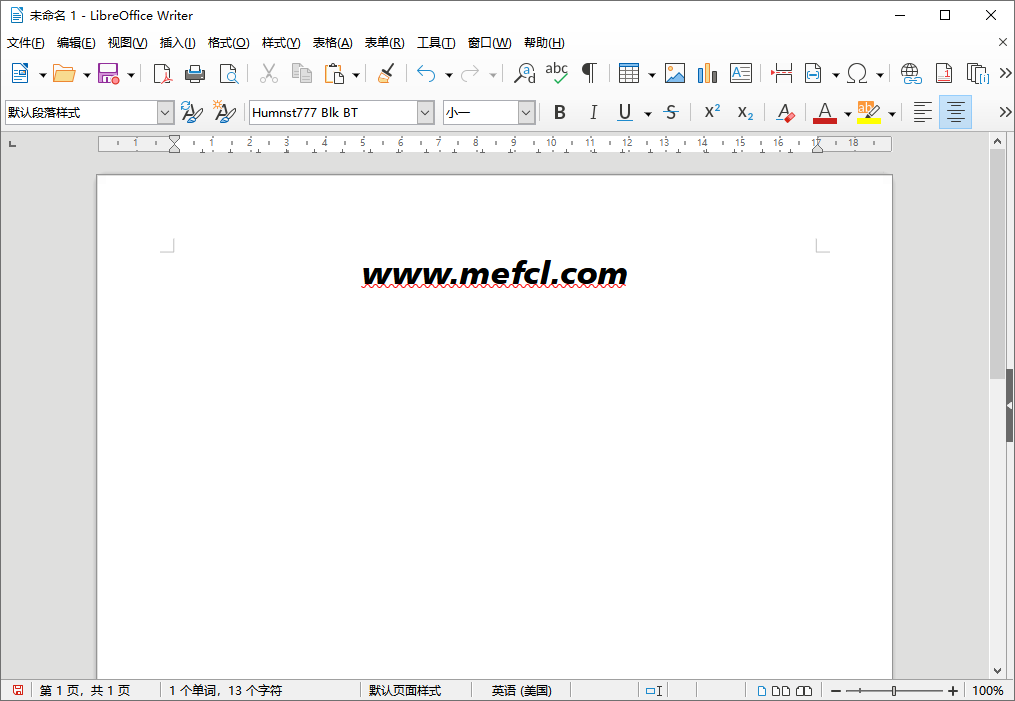 未命名 1 - LibreOffice Writer
文件(F) 编辑(E) 视图(V) 插入(I) 格式(O) 样式(Y) 表格(A) 表单(R) 工具(T) 窗口(W) 帮助(H)
默认段落样式 Humnst777 Blk BT 小一
1 1 2 3 4 5 6 7 8 9 10 11 12 13 14 15 16 17 18
www.mefcl.com
第 1 页，共 1 页 1 个单词，13 个字符 默认页面样式 英语 (美国) 100%